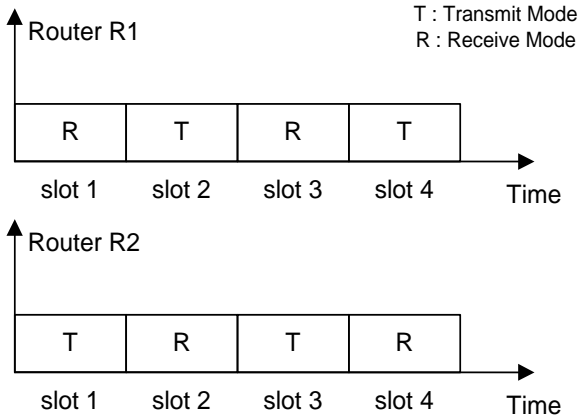 T : Transmit Mode
Router R1
R : Receive Mode
R T R T
slot 1 slot 2 slot 3 slot 4 Time
Router R2
T R T R
slot 1 slot 2 slot 3 slot 4 Time